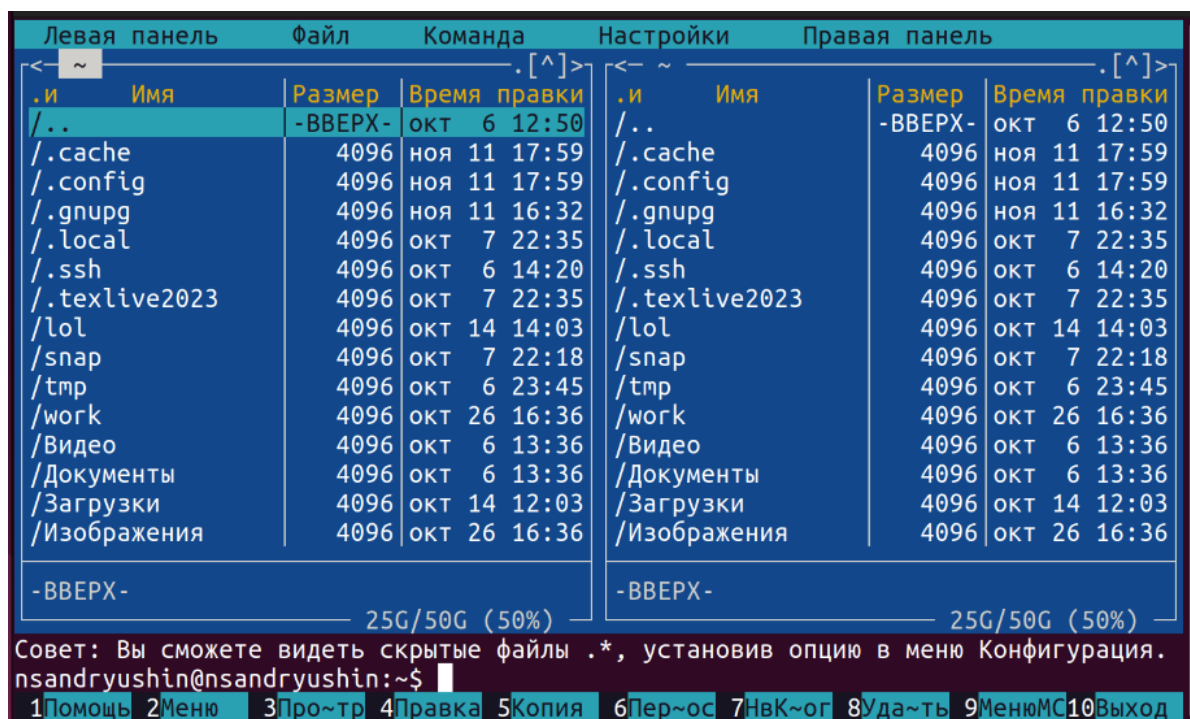 Левая панель Файл Команда Настройки Правая панель
<─ ~ .[^]> <─ ~ .[^]>
.и Имя Размер Время правки .и Имя Размер Время правки
/.. -ВВЕРХ- окт 6 12:50 /.. -ВВЕРХ- окт 6 12:50
/.cache 4096 ноя 11 17:59 /.cache 4096 ноя 11 17:59
/.config 4096 ноя 11 17:59 /.config 4096 ноя 11 17:59
/.gnupg 4096 ноя 11 16:32 /.gnupg 4096 ноя 11 16:32
/.local 4096 окт 7 22:35 /.local 4096 окт 7 22:35
/.ssh 4096 окт 6 14:20 /.ssh 4096 окт 6 14:20
/.texlive2023 4096 окт 7 22:35 /.texlive2023 4096 окт 7 22:35
/lol 4096 окт 14 14:03 /lol 4096 окт 14 14:03
/snap 4096 окт 7 22:18 /snap 4096 окт 7 22:18
/tmp 4096 окт 6 23:45 /tmp 4096 окт 6 23:45
/work 4096 окт 26 16:36 /work 4096 окт 26 16:36
/Видео 4096 окт 6 13:36 /Видео 4096 окт 6 13:36
/Документы 4096 окт 6 13:36 /Документы 4096 окт 6 13:36
/Загрузки 4096 окт 14 12:03 /Загрузки 4096 окт 14 12:03
/Изображения 4096 окт 26 16:36 /Изображения 4096 окт 26 16:36
-ВВЕРХ- -ВВЕРХ-
25G/50G (50%) 25G/50G (50%)
Совет: Вы сможете видеть скрытые файлы .*, установив опцию в меню Конфигурация.
nsandryushin@nsandryushin:~$
1Помощь 2Меню 3Про~тр 4Правка 5Копия 6Пер~ос 7НвК~ог 8Уда~ть 9МенюМС10Выход